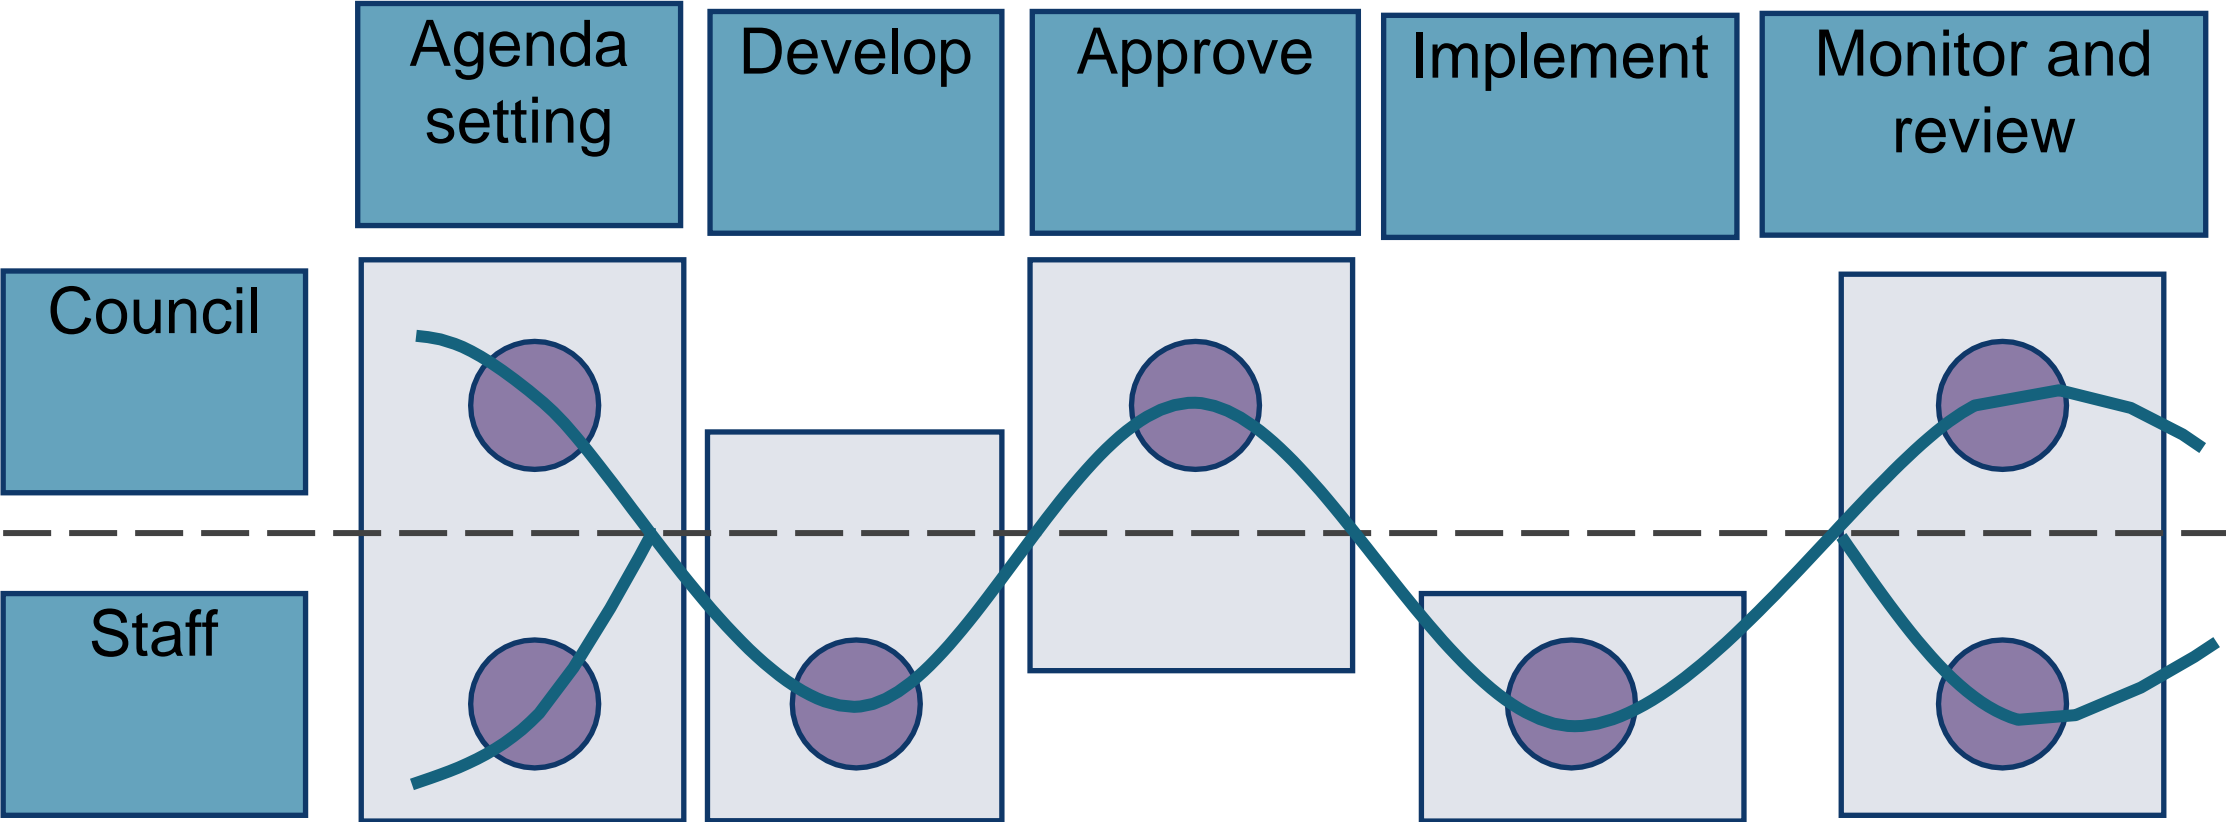 Agenda
setting
Develop
Approve
Implement
Monitor and
review
Council
Staff